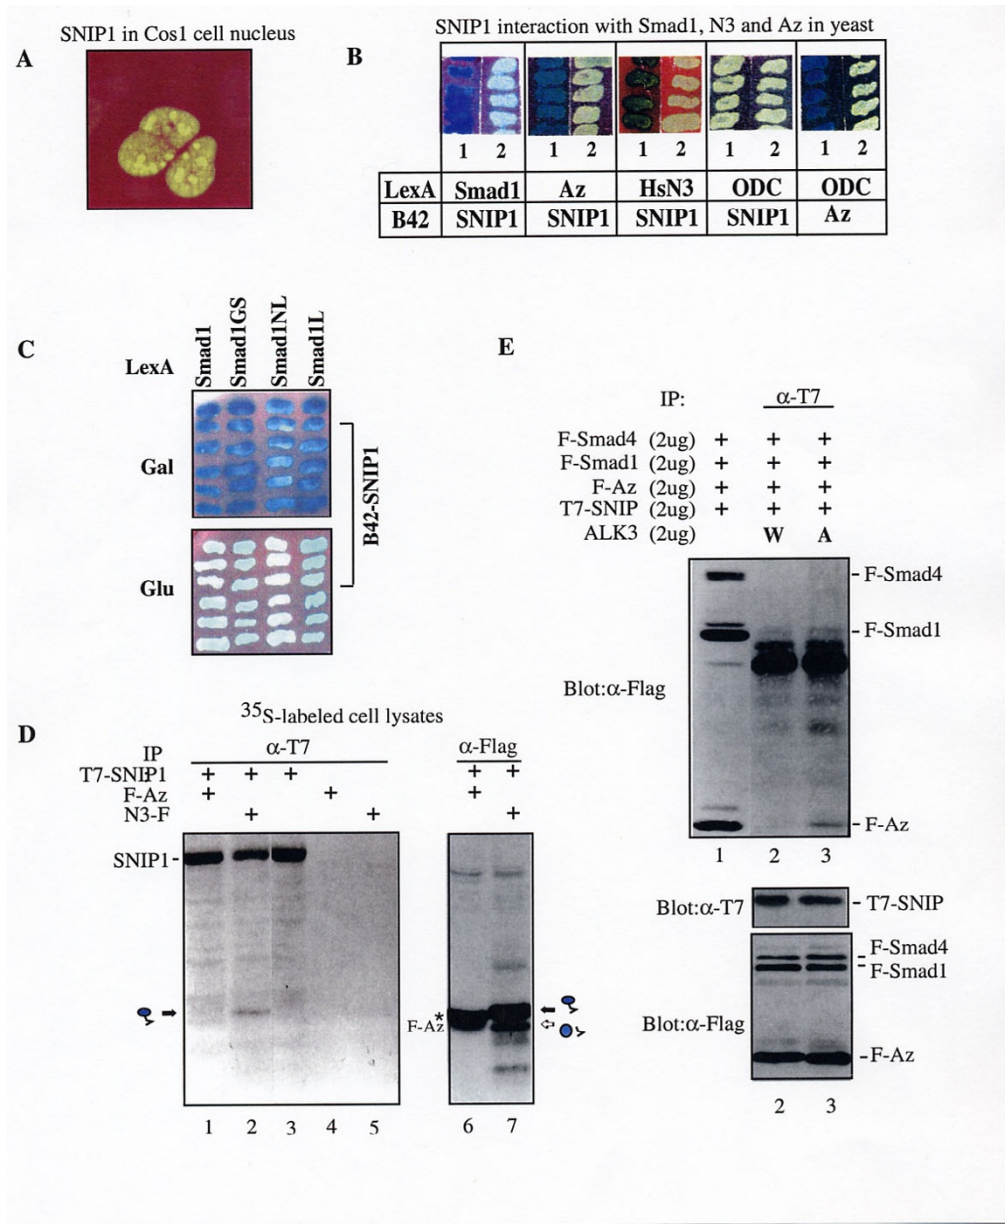 SNIP1 in Cos1 cell nucleus
A
SNIP1 interaction with Smad1, N3 and Az in yeast
B
1 2 1 2 1 2 1 2 1 2
LexA Smad1 Az HsN3 ODC ODC
B42 SNIP1 SNIP1 SNIP1 SNIP1 Az
C
LexA
Smad1
Smad1GS
Smad1NL
Smad1L
Gal
Glu
B42-SNIP1
D
35S-labeled cell lysates
IP α-T7 α-Flag
T7-SNIP1 + + + + +
F-Az + + +
N3-F + + +
SNIP1-
F-Az *
1 2 3 4 5 6 7
E
IP: α-T7
F-Smad4 (2ug) + + +
F-Smad1 (2ug) + + +
F-Az (2ug) + + +
T7-SNIP (2ug) + + +
ALK3 (2ug) W A
- F-Smad4
- F-Smad1
Blot:α-Flag
- F-Az
1 2 3
Blot:α-T7 - T7-SNIP
F-Smad4
F-Smad1
Blot:α-Flag
- F-Az
2 3